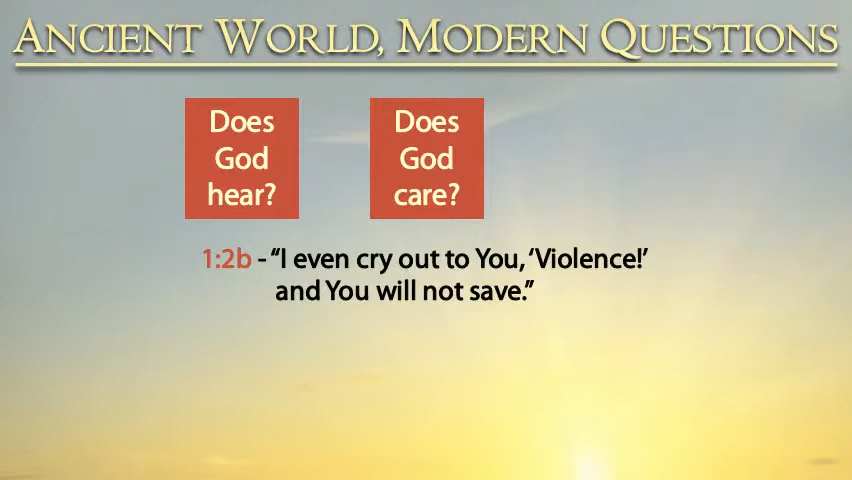 ANCIENT WORLD, MODERN QUESTIONS
Does
God
hear?
Does
God
care?
1:2b - “I even cry out to You, ‘Violence!’
and You will not save.”